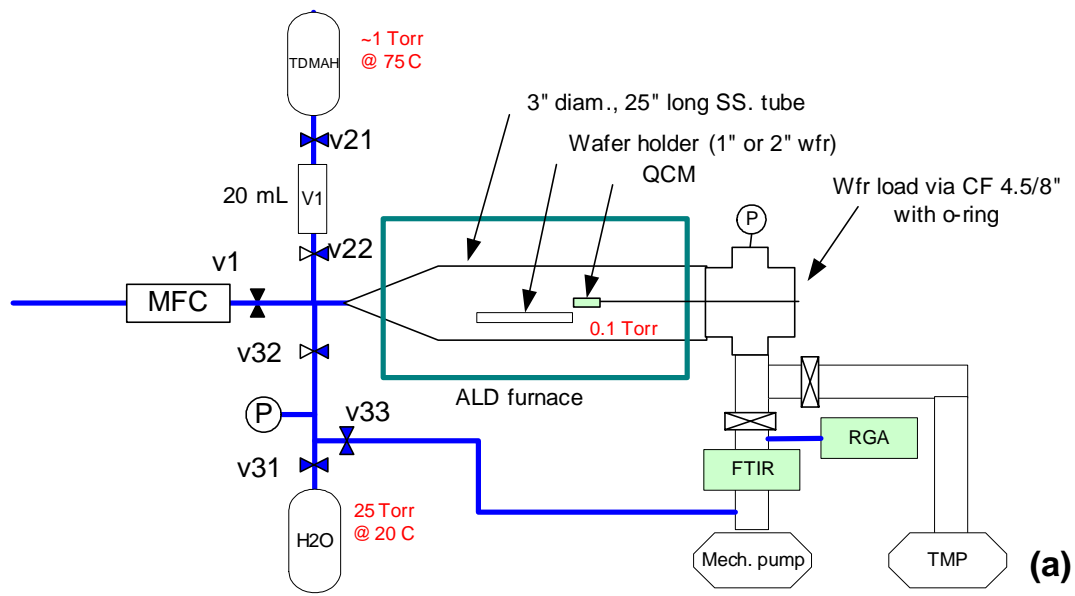 TDMAH
~1 Torr
@ 75 C
3" diam., 25" long SS. tube
v21
Wafer holder (1" or 2" wfr)
QCM
20 mL
V1
Wfr load via CF 4.5/8"
with o-ring
P
v22
v1
MFC
0.1 Torr
v32
ALD furnace
P
v33
RGA
v31
FTIR
25 Torr
@ 20 C
H2O
Mech. pump
TMP
(a)